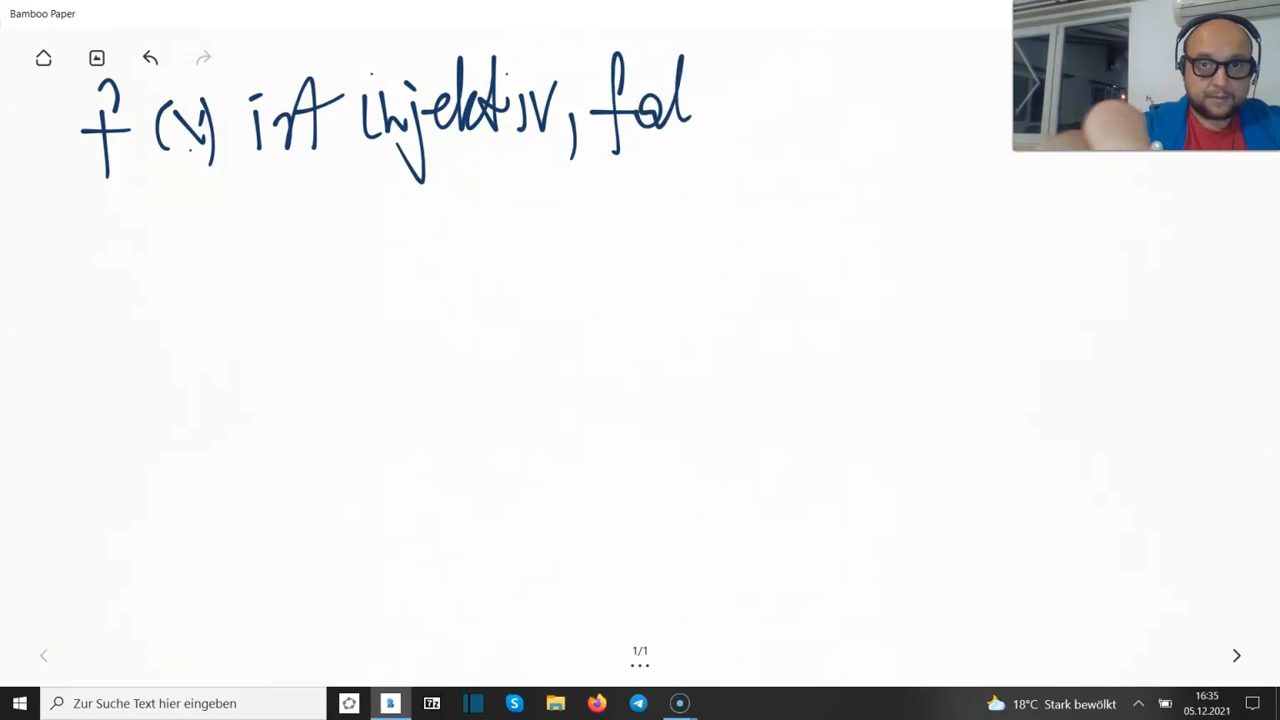 Bamboo Paper
f(x) ist injektiv, fal
1/1
Zur Suche Text hier eingeben
18°C Stark bewölkt
16:35
05.12.2021